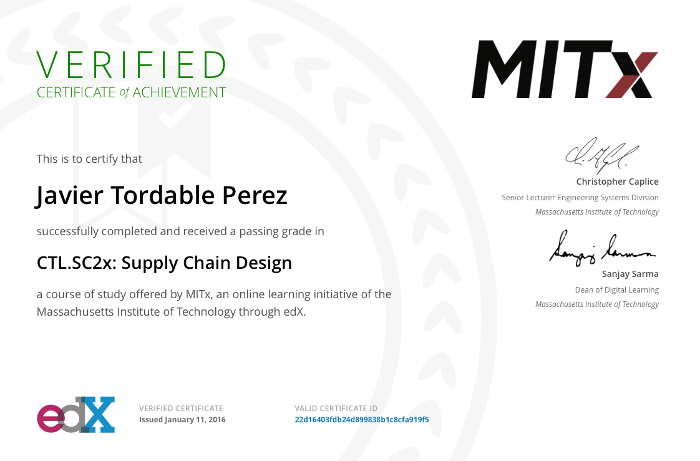 VERIFIED
CERTIFICATE of ACHIEVEMENT
MITx
This is to certify that
Javier Tordable Perez
successfully completed and received a passing grade in
CTL.SC2x: Supply Chain Design
a course of study offered by MITx, an online learning initiative of the
Massachusetts Institute of Technology through edX.
Christopher Caplice
Senior Lecturer Engineering Systems Division
Massachusetts Institute of Technology
Sanjay Sarma
Sanjay Sarma
Dean of Digital Learning
Massachusetts Institute of Technology
edX
VERIFIED CERTIFICATE
Issued January 11, 2016
VALID CERTIFICATE ID
22d16403fdb24d899838b1c8cfa919f5